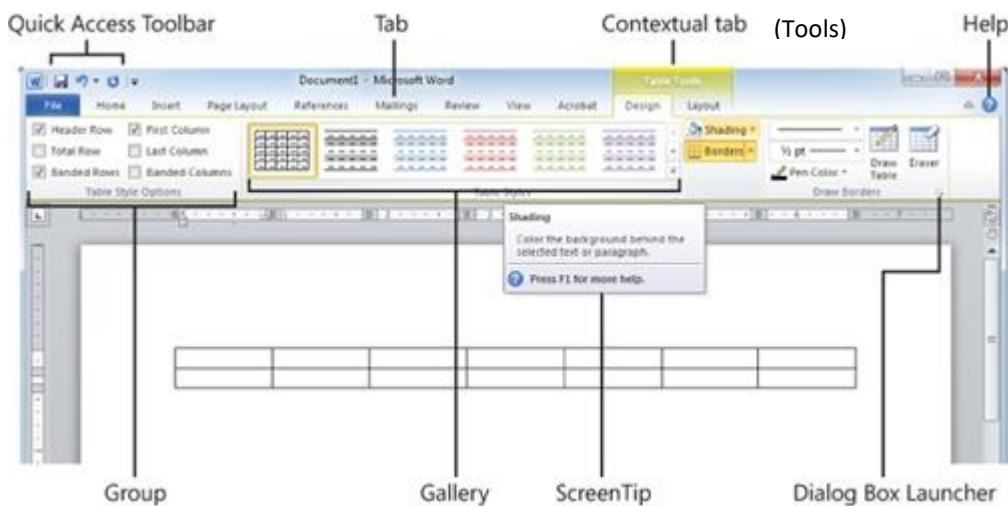 Quick Access Toolbar Tab Contextual tab (Tools) Help
Document1 - Microsoft Word Table Tools
File Home Insert Page Layout References Mailings Review View Acrobat Design Layout
Header Row First Column Shading
Total Row Last Column Borders ½ pt
Banded Rows Banded Columns Pen Color Draw Table Eraser
Table Style Options Table Styles Draw Borders
Shading
Color the background behind the
selected text or paragraph.
Press F1 for more help.
Group Gallery ScreenTip Dialog Box Launcher